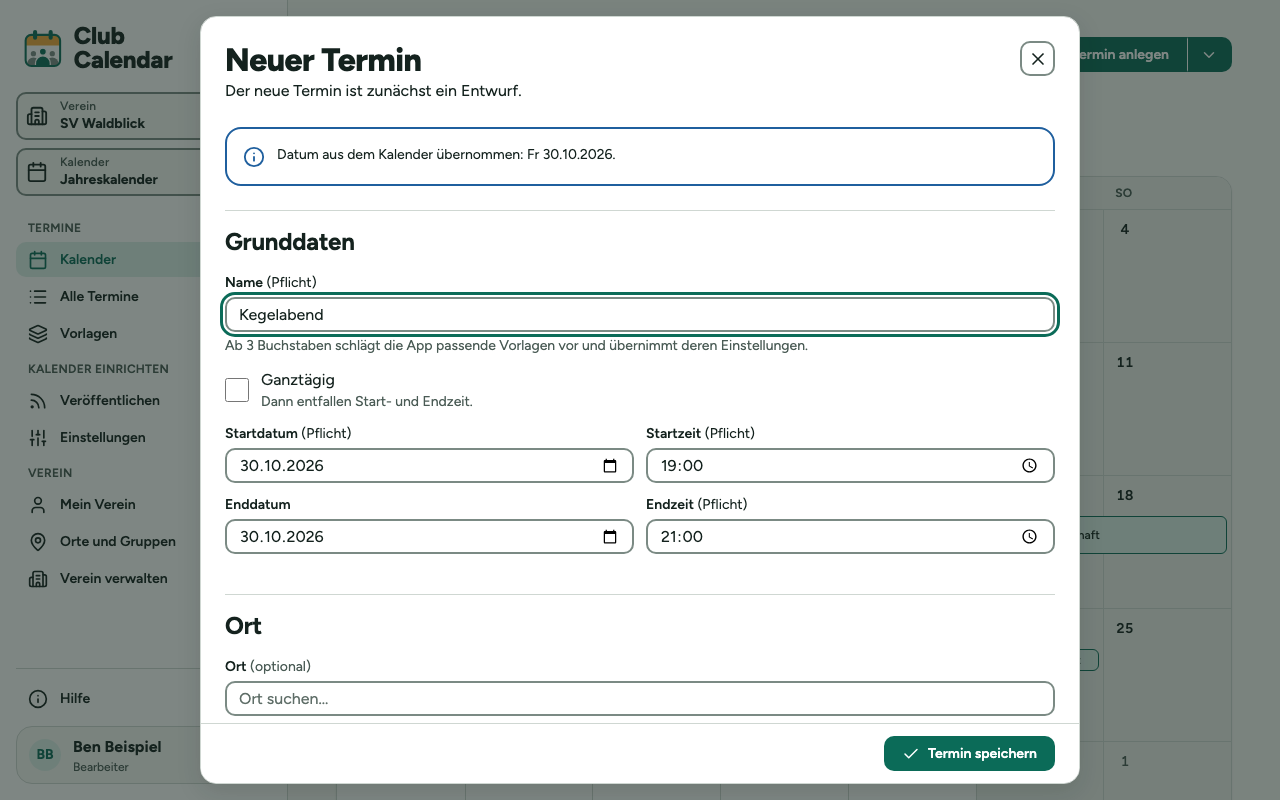 Club
Calendar
Verein
SV Waldblick
Kalender
Jahreskalender
TERMINE
Kalender
Alle Termine
Vorlagen
KALENDER EINRICHTEN
Veröffentlichen
Einstellungen
VEREIN
Mein Verein
Orte und Gruppen
Verein verwalten
Hilfe
BB
Ben Beispiel
Bearbeiter
Neuer Termin
Der neue Termin ist zunächst ein Entwurf.
Datum aus dem Kalender übernommen: Fr 30.10.2026.
Grunddaten
Name (Pflicht)
Kegelabend
Ab 3 Buchstaben schlägt die App passende Vorlagen vor und übernimmt deren Einstellungen.
Ganztägig
Dann entfallen Start- und Endzeit.
Startdatum (Pflicht)
Startzeit (Pflicht)
30.10.2026
19:00
Enddatum
Endzeit (Pflicht)
30.10.2026
21:00
Ort
Ort (optional)
Ort suchen...
Termin speichern
anlegen
SO
4
11
18
25
1